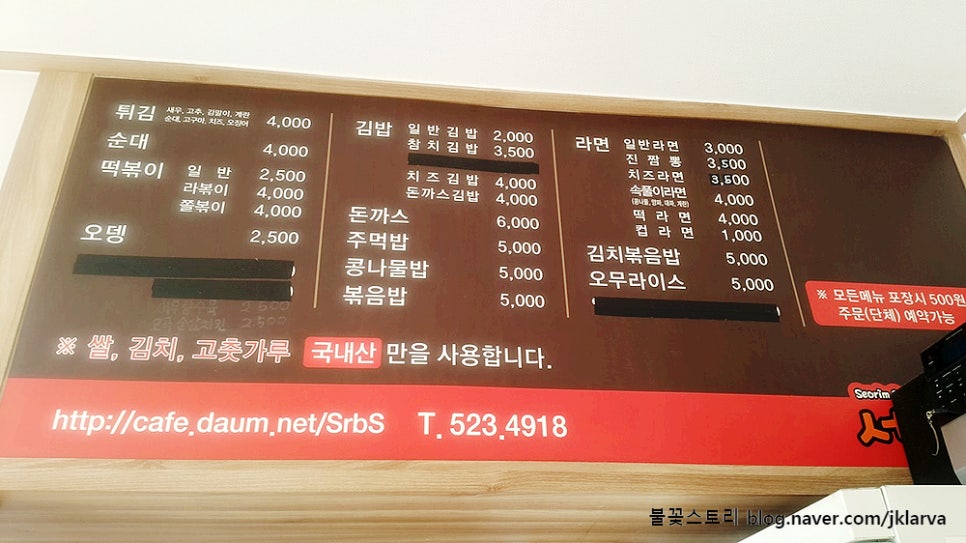 튀김 새우, 고추, 김말이, 계란
순대, 고구마, 치즈, 오징어 4,000
순대 4,000
떡볶이 일반 2,500
라볶이 4,000
쫄볶이 4,000
오뎅 2,500
김밥 일반김밥 2,000
참치김밥 3,500
치즈김밥 4,000
돈까스김밥 4,000
돈까스 6,000
주먹밥 5,000
콩나물밥 5,000
볶음밥 5,000
라면 일반라면 3,000
진짬뽕 3,500
치즈라면 3,500
속풀이라면 4,000
(콩나물, 양파, 대파, 계란)
떡라면 4,000
컵라면 1,000
김치볶음밥 5,000
오무라이스 5,000
※ 모든메뉴 포장시 500원
주문(단체) 예약가능
※ 쌀, 김치, 고춧가루 국내산 만을 사용합니다.
http://cafe.daum.net/SrbS T. 523.4918
Seorim
불꽃스토리 blog.naver.com/jklarva